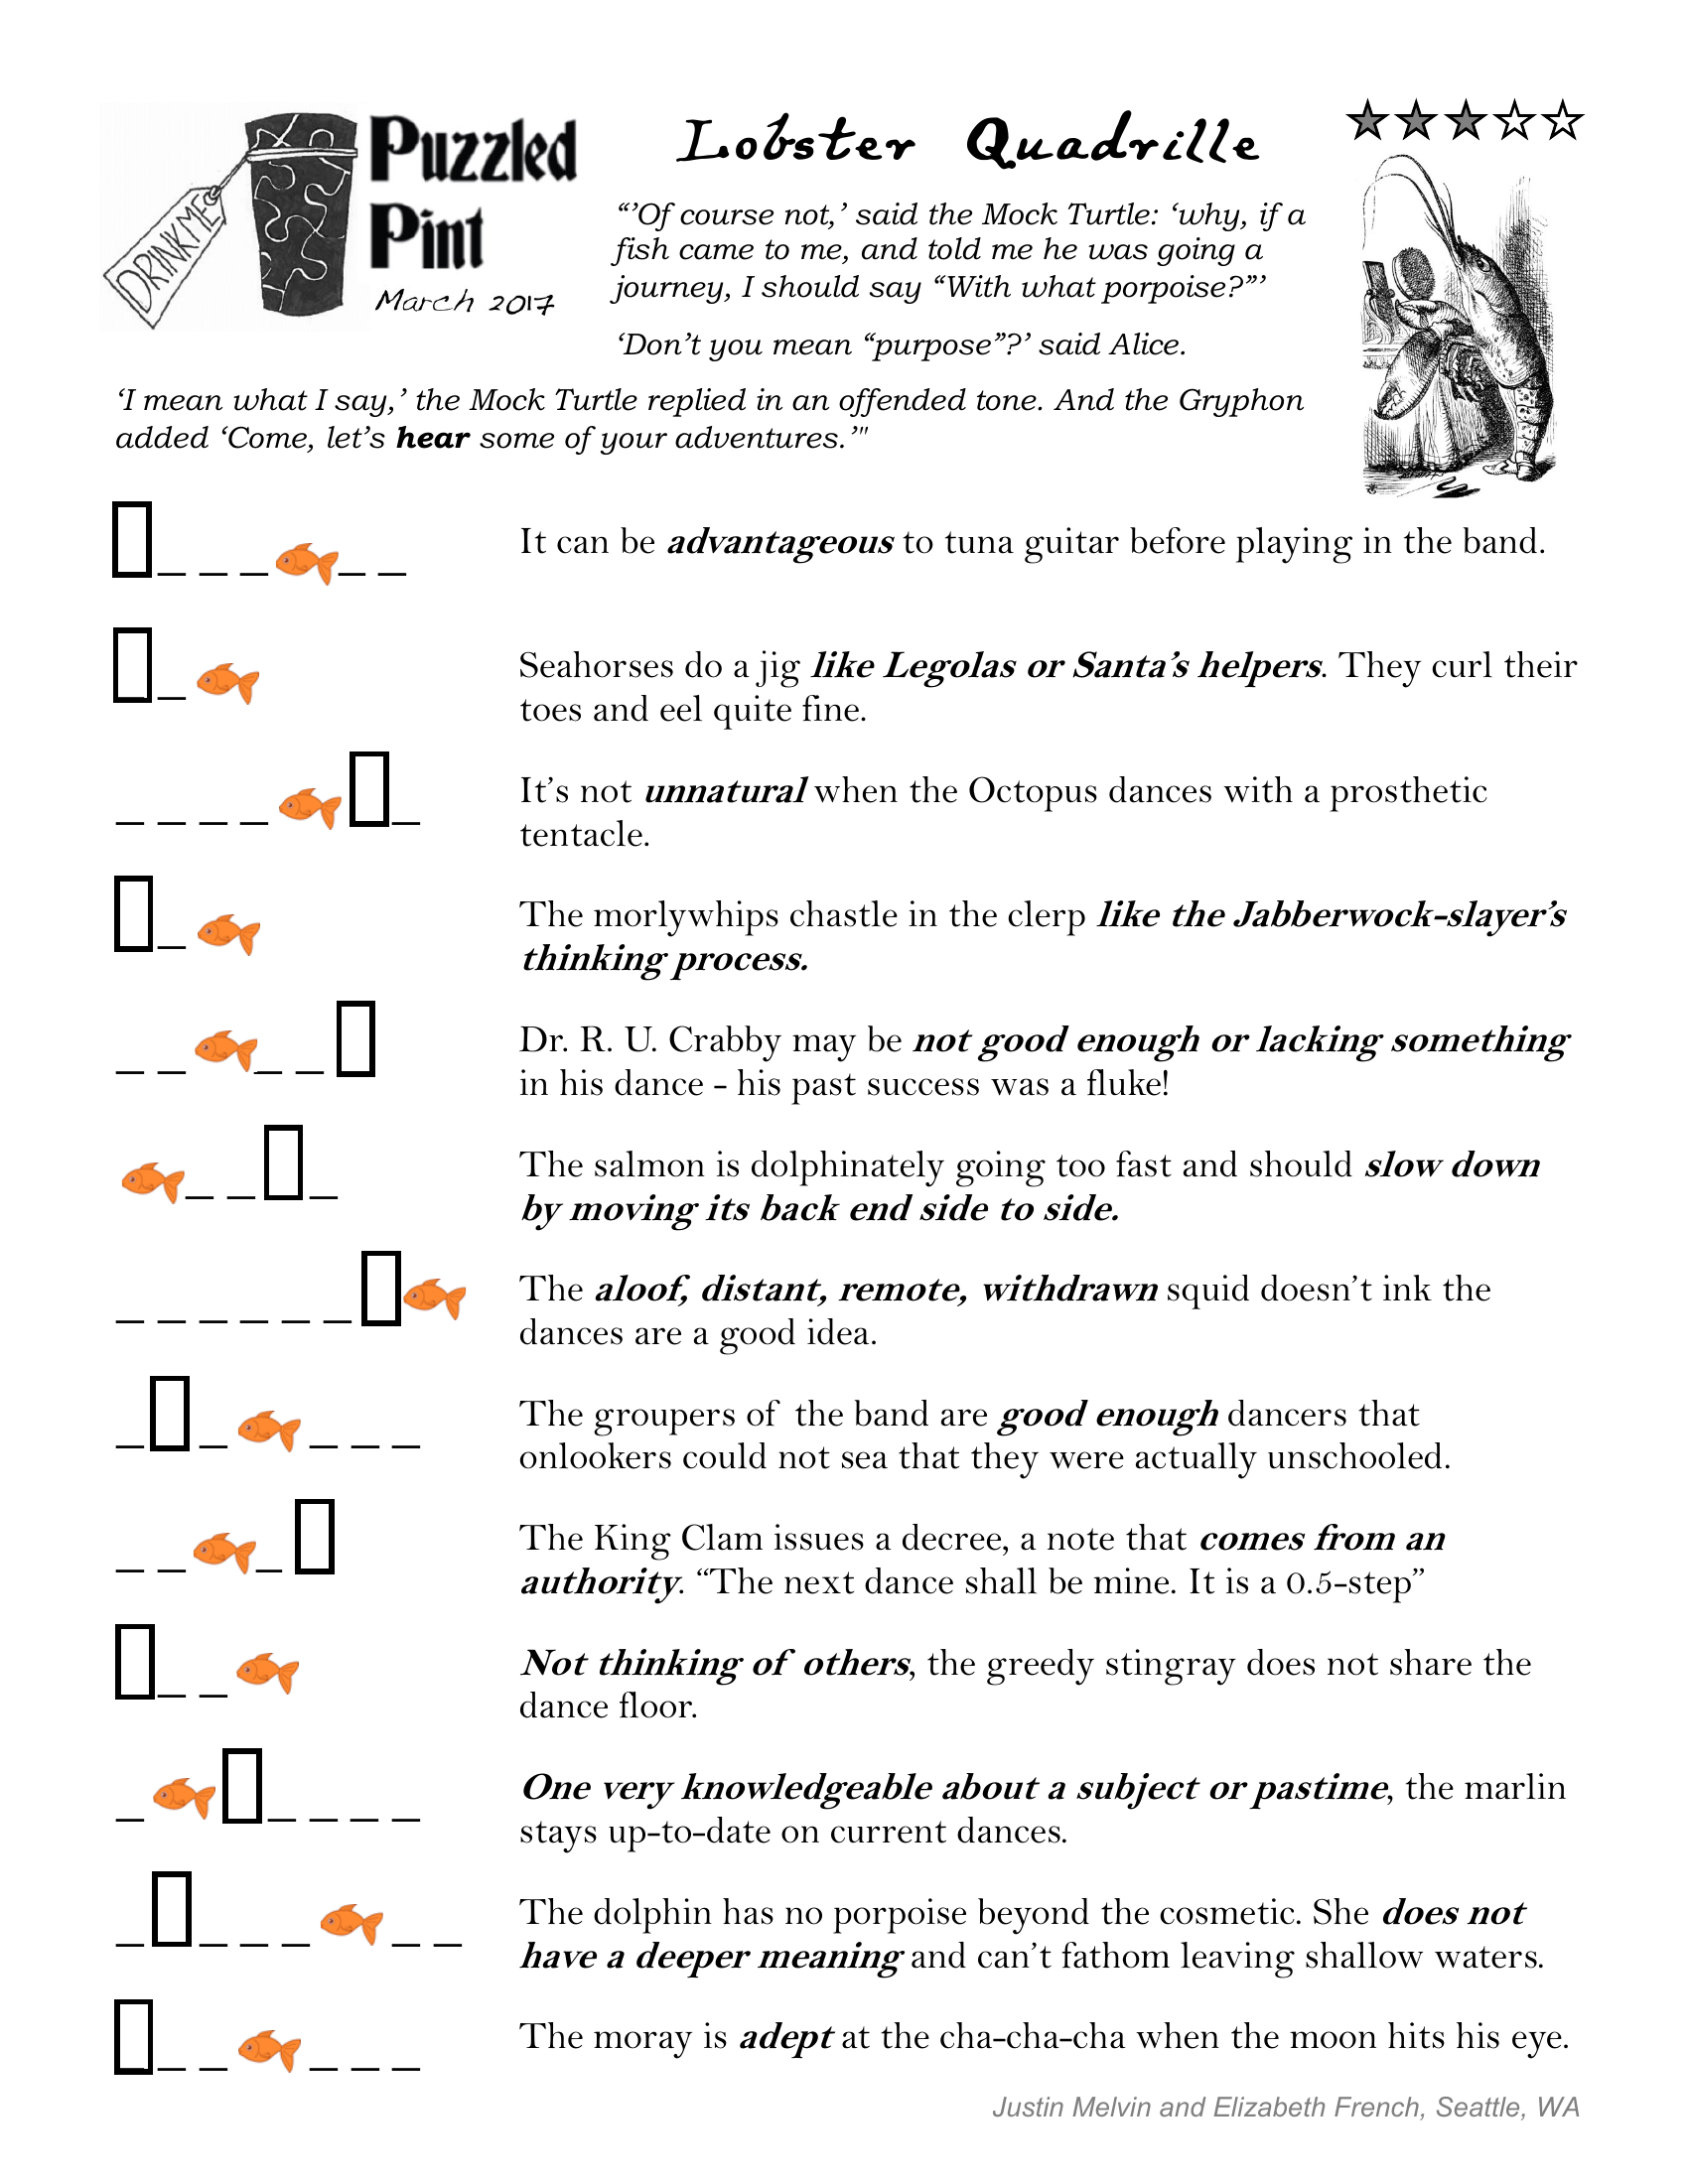 Puzzled
Pint
DRINK ME
March 2017
Lobster Quadrille
“’Of course not,’ said the Mock Turtle: ‘why, if a
fish came to me, and told me he was going a
journey, I should say “With what porpoise?”’
‘Don’t you mean “purpose”?’ said Alice.
‘I mean what I say,’ the Mock Turtle replied in an offended tone. And the Gryphon
added ‘Come, let’s hear some of your adventures.’"
It can be advantageous to tuna guitar before playing in the band.
Seahorses do a jig like Legolas or Santa’s helpers. They curl their
toes and eel quite fine.
It’s not unnatural when the Octopus dances with a prosthetic
tentacle.
The morlywhips chastle in the clerp like the Jabberwock-slayer’s
thinking process.
Dr. R. U. Crabby may be not good enough or lacking something
in his dance - his past success was a fluke!
The salmon is dolphinately going too fast and should slow down
by moving its back end side to side.
The aloof, distant, remote, withdrawn squid doesn’t ink the
dances are a good idea.
The groupers of the band are good enough dancers that
onlookers could not sea that they were actually unschooled.
The King Clam issues a decree, a note that comes from an
authority. “The next dance shall be mine. It is a 0.5-step”
Not thinking of others, the greedy stingray does not share the
dance floor.
One very knowledgeable about a subject or pastime, the marlin
stays up-to-date on current dances.
The dolphin has no porpoise beyond the cosmetic. She does not
have a deeper meaning and can’t fathom leaving shallow waters.
The moray is adept at the cha-cha-cha when the moon hits his eye.
Justin Melvin and Elizabeth French, Seattle, WA